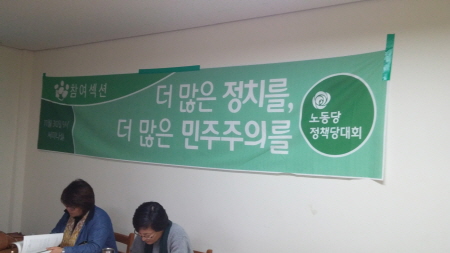 참여섹션
더 많은 정치를,
더 많은 민주주의를
노동당
정책당대회